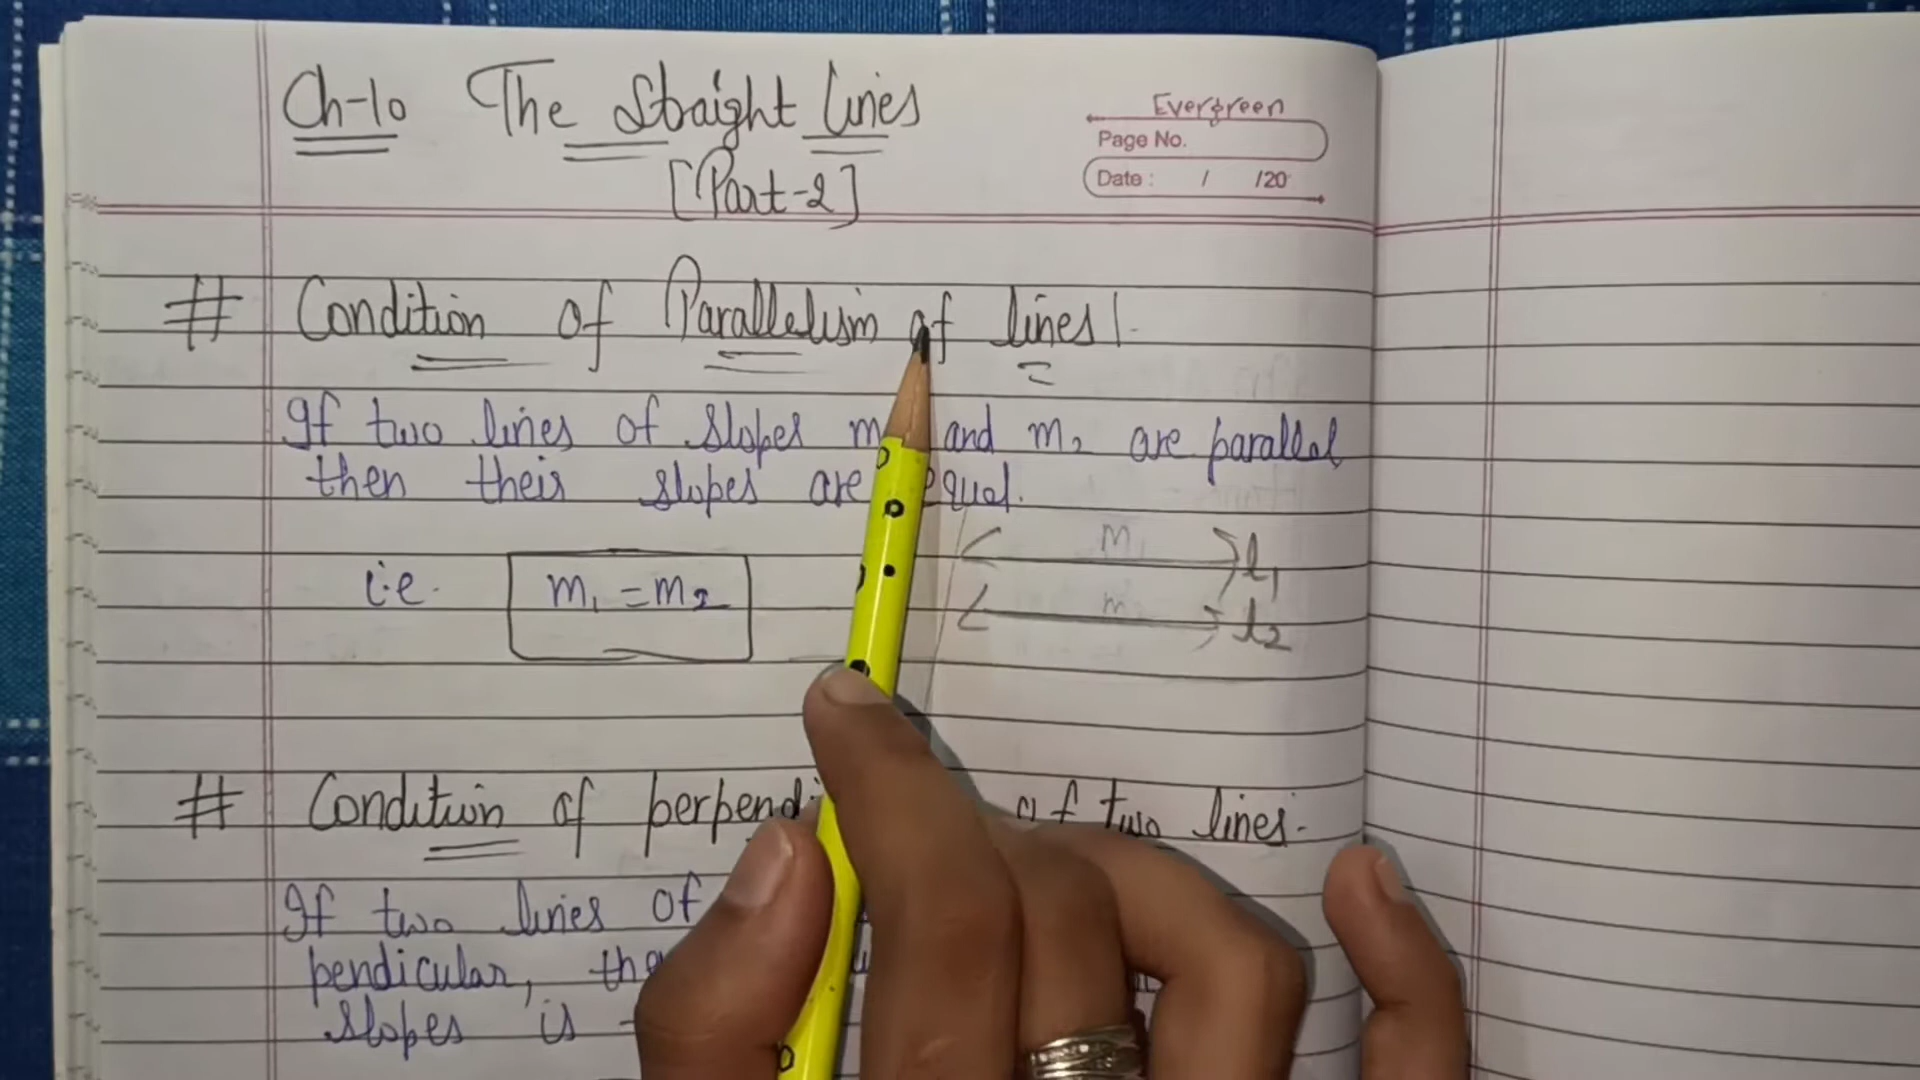 Ch-10 The Straight Lines
[Part-2]
Evergreen
Page No.
Date : / /20
# Condition of Parallelism of lines :-
If two lines of slopes m and m2 are parallel
then their slopes are equal.
i.e. m1 = m2
m1 l1
m l2
# Condition of of two lines.
If two lines of
pendicular,
slopes is -